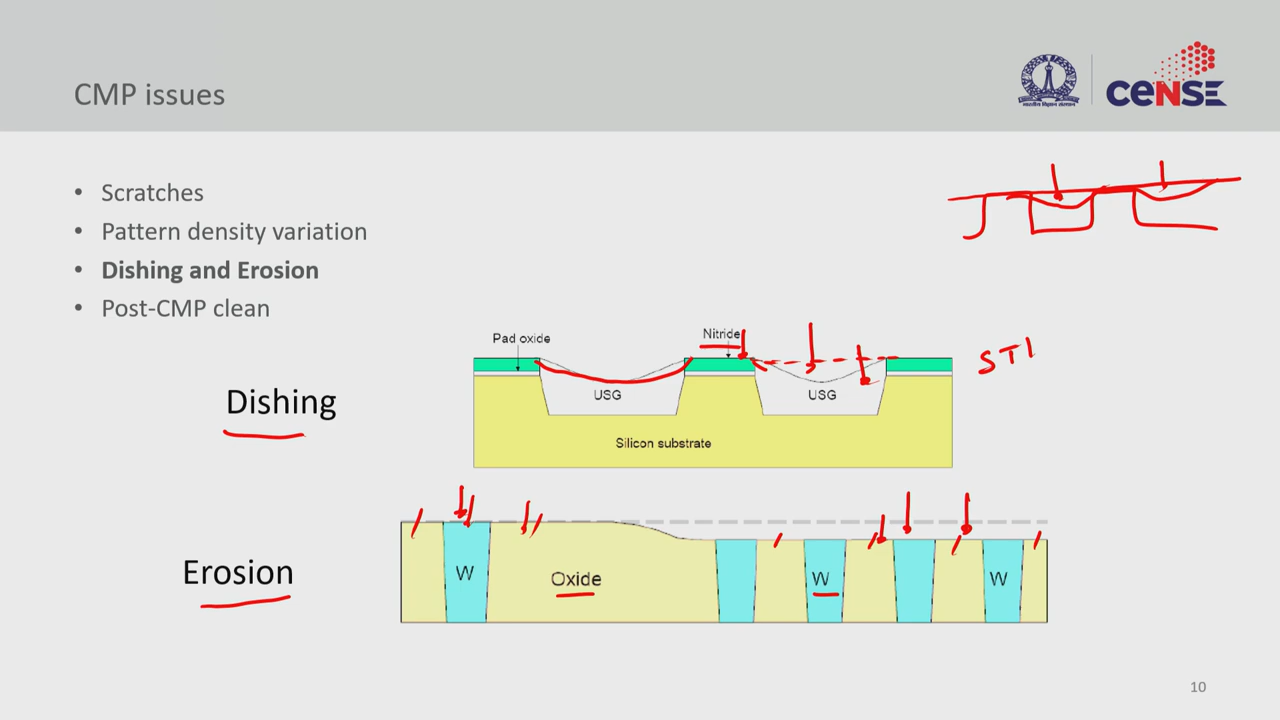 CMP issues
CeNSE
• Scratches
• Pattern density variation
• Dishing and Erosion
• Post-CMP clean
Pad oxide
Nitride
STI
Dishing
USG
USG
Silicon substrate
Erosion
W
Oxide
W
W
10